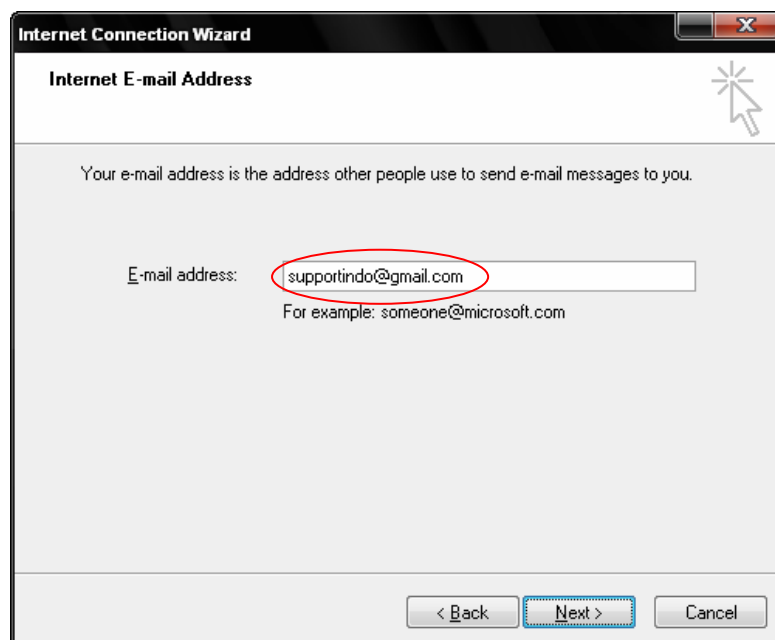 Internet Connection Wizard
Internet E-mail Address
Your e-mail address is the address other people use to send e-mail messages to you.
E-mail address: supportindo@gmail.com
For example: someone@microsoft.com
< Back Next > Cancel